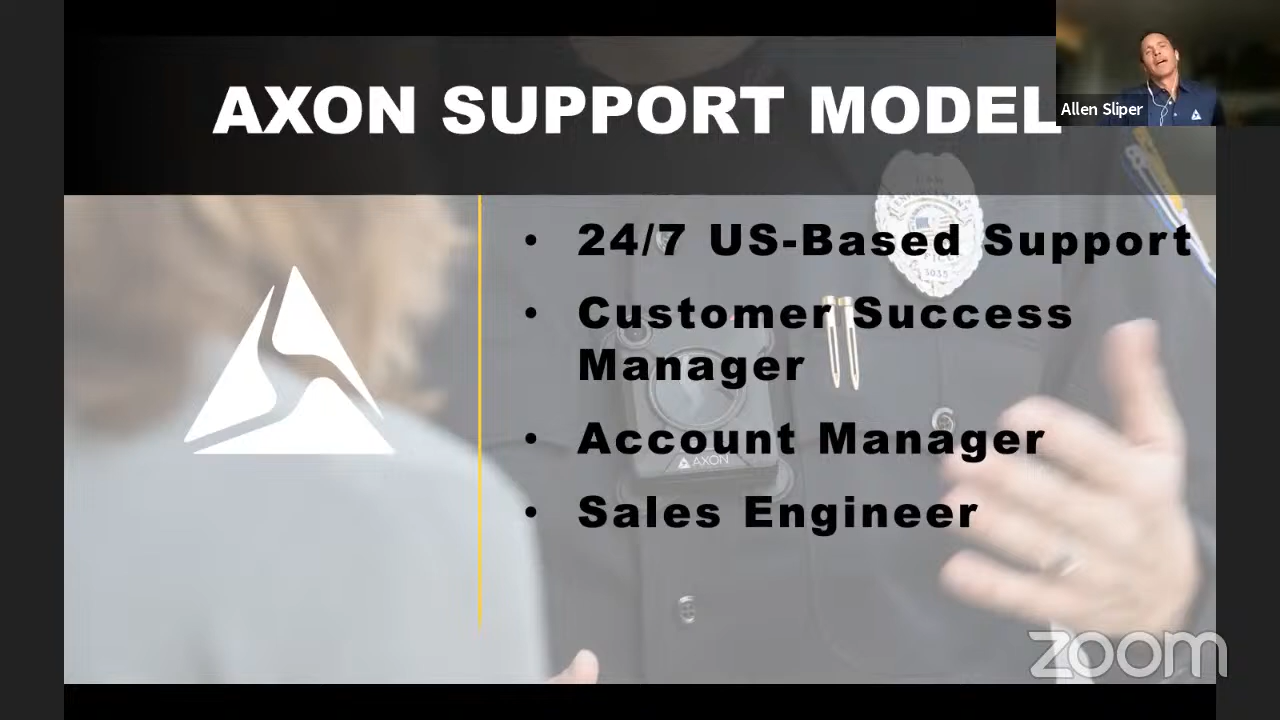 AXON SUPPORT MODEL
Allen Sliper
24/7 US-Based Support
Customer Success
Manager
Account Manager
AXON
Sales Engineer
3035
zoom